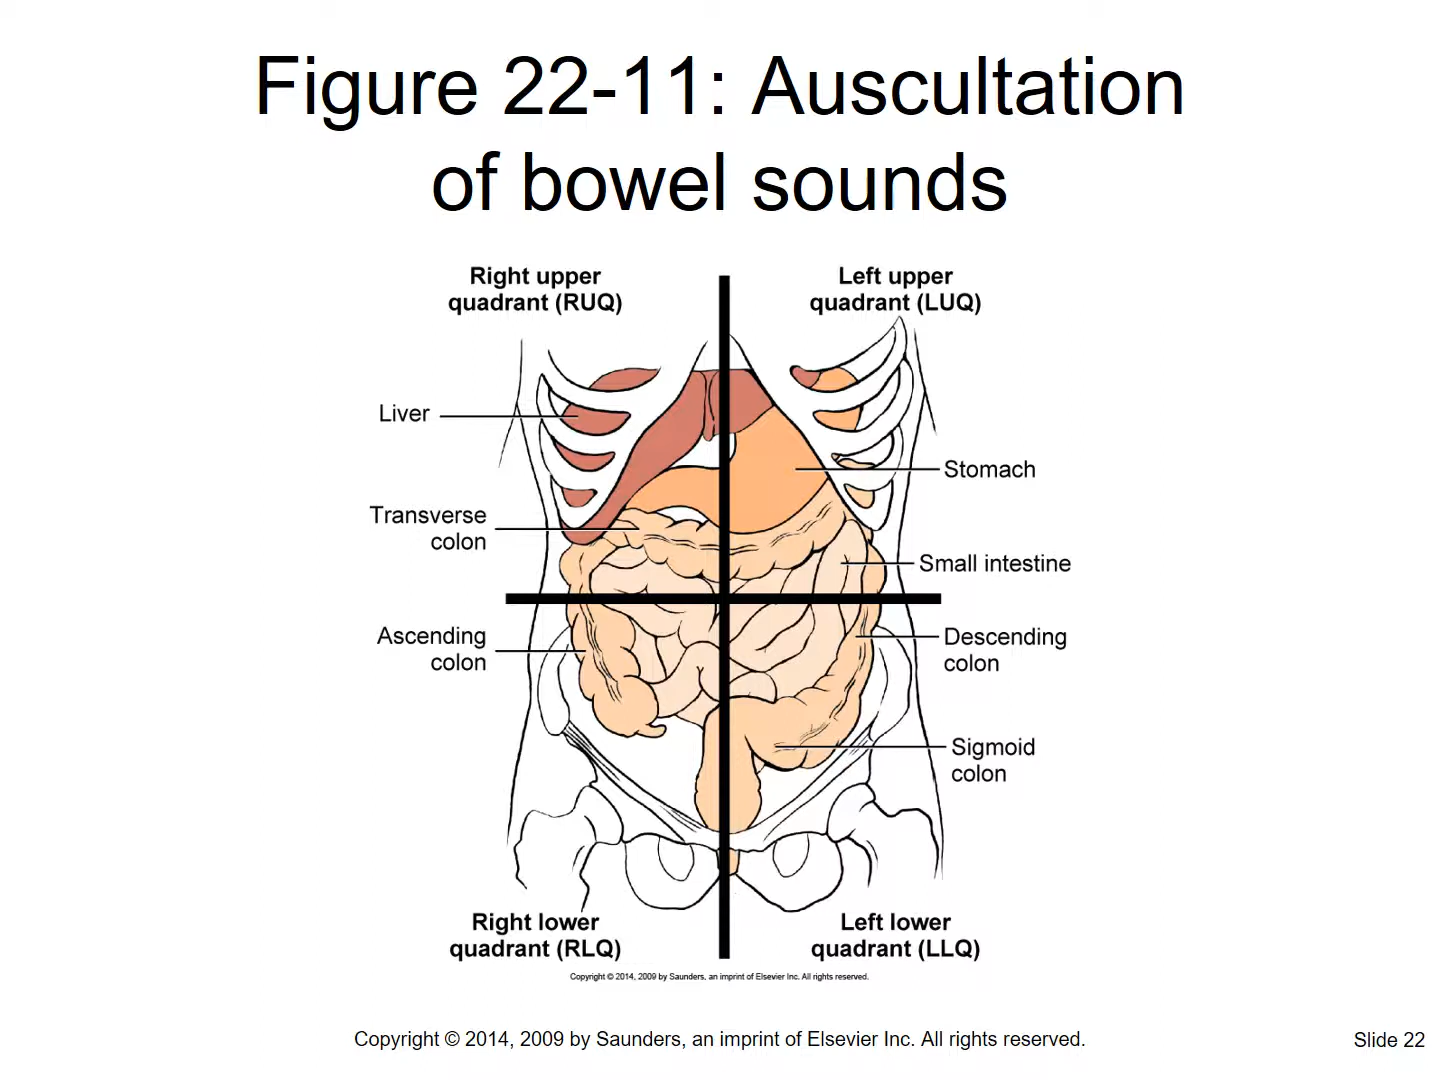 Figure 22-11: Auscultation
of bowel sounds
Right upper
quadrant (RUQ)
Left upper
quadrant (LUQ)
Liver
Stomach
Transverse
colon
Small intestine
Ascending
colon
Descending
colon
Sigmoid
colon
Right lower
quadrant (RLQ)
Left lower
quadrant (LLQ)
Copyright © 2014, 2009 by Saunders, an imprint of Elsevier Inc. All rights reserved.
Copyright © 2014, 2009 by Saunders, an imprint of Elsevier Inc. All rights reserved.
Slide 22